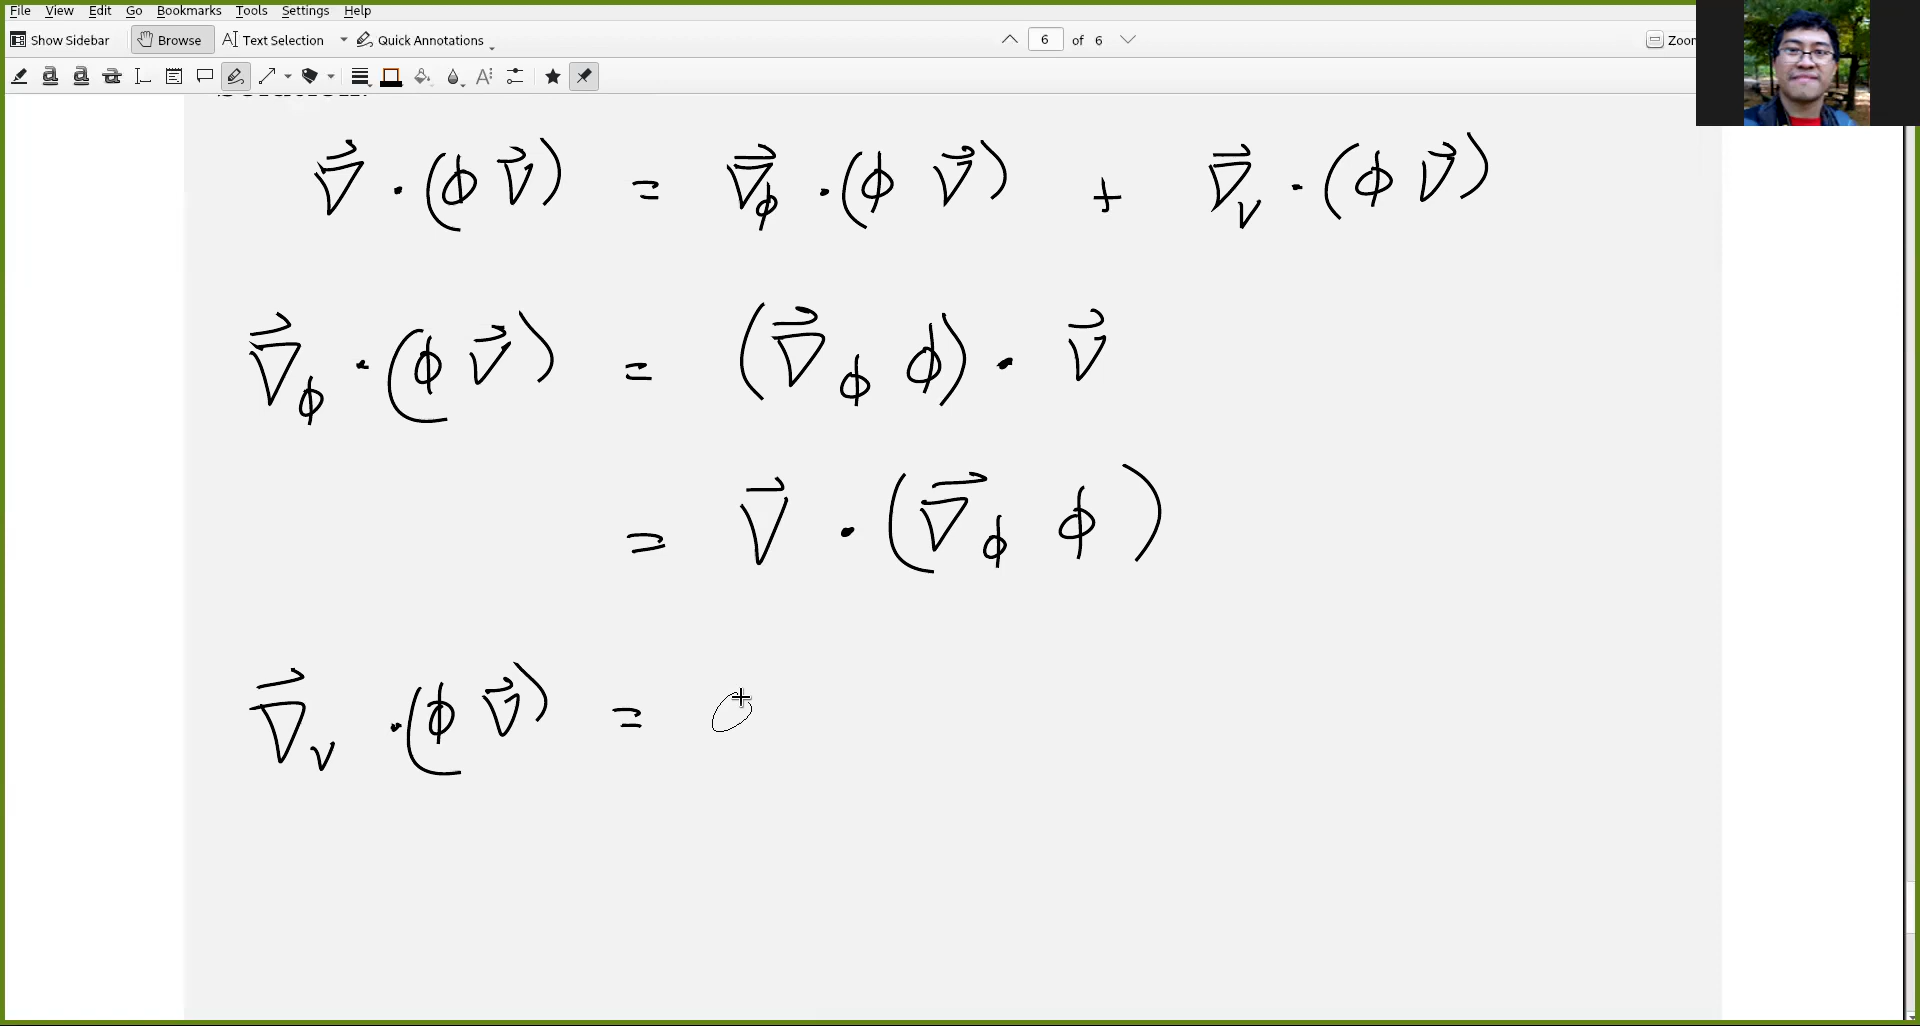 File View Edit Go Bookmarks Tools Settings Help
Show Sidebar Browse Text Selection Quick Annotations 6 of 6 Zoo
∇⃗ · (ϕ v⃗) = ∇⃗_ϕ · (ϕ v⃗) + ∇⃗_v · (ϕ v⃗)
∇⃗_ϕ · (ϕ v⃗) = (∇⃗_ϕ ϕ) · v⃗
= v⃗ · (∇⃗_ϕ ϕ)
∇⃗_v · (ϕ v⃗) =